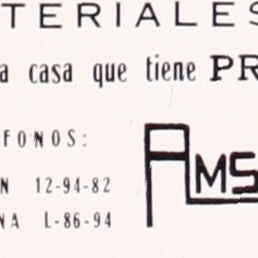 TERIALES
a casa que tiene PR
FONOS:
N 12-94-82
NA L-86-94
AMS